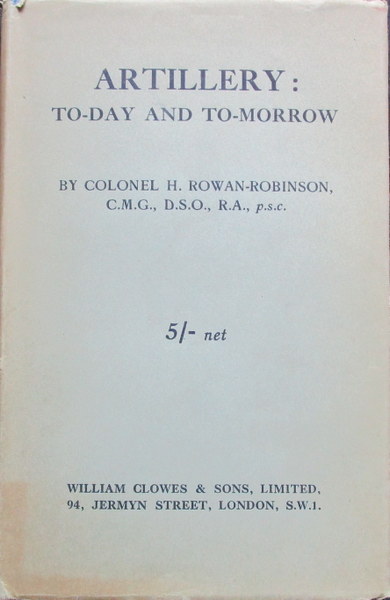 ARTILLERY:
TO-DAY AND TO-MORROW
BY COLONEL H. ROWAN-ROBINSON,
C.M.G., D.S.O., R.A., p.s.c.
5/- net
WILLIAM CLOWES & SONS, LIMITED,
94, JERMYN STREET, LONDON, S.W.1.